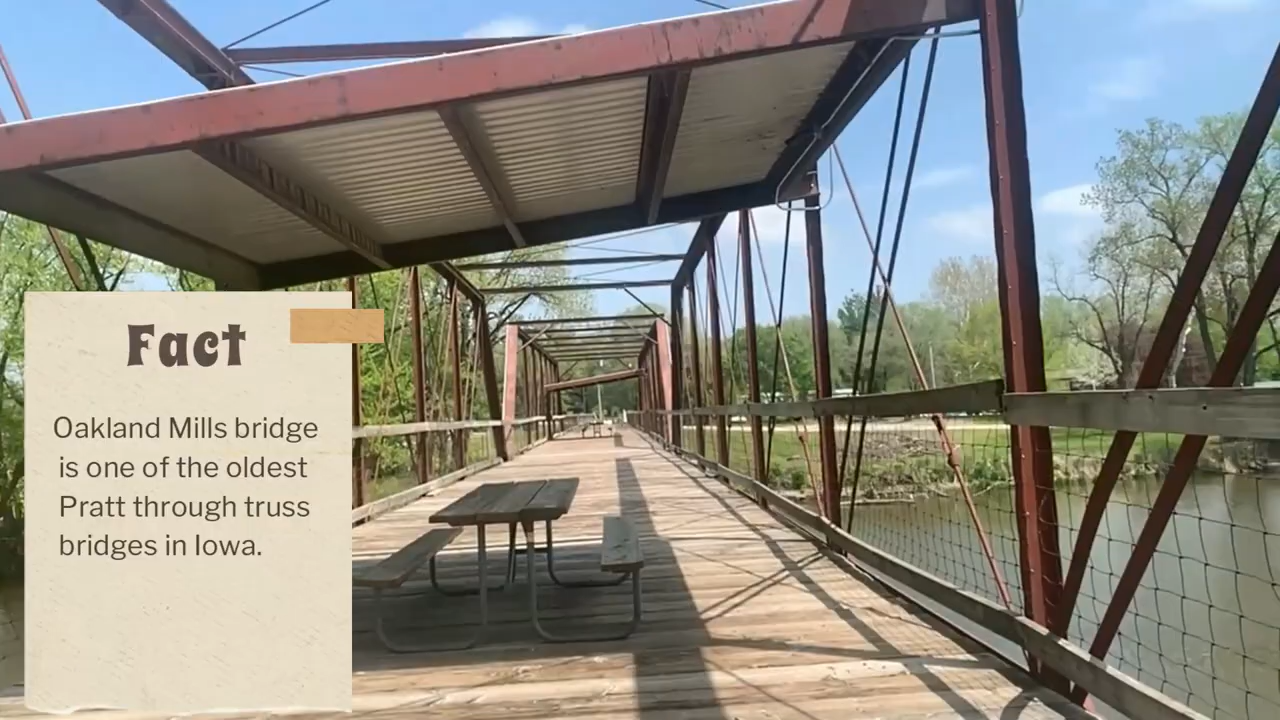 Fact
Oakland Mills bridge
is one of the oldest
Pratt through truss
bridges in Iowa.